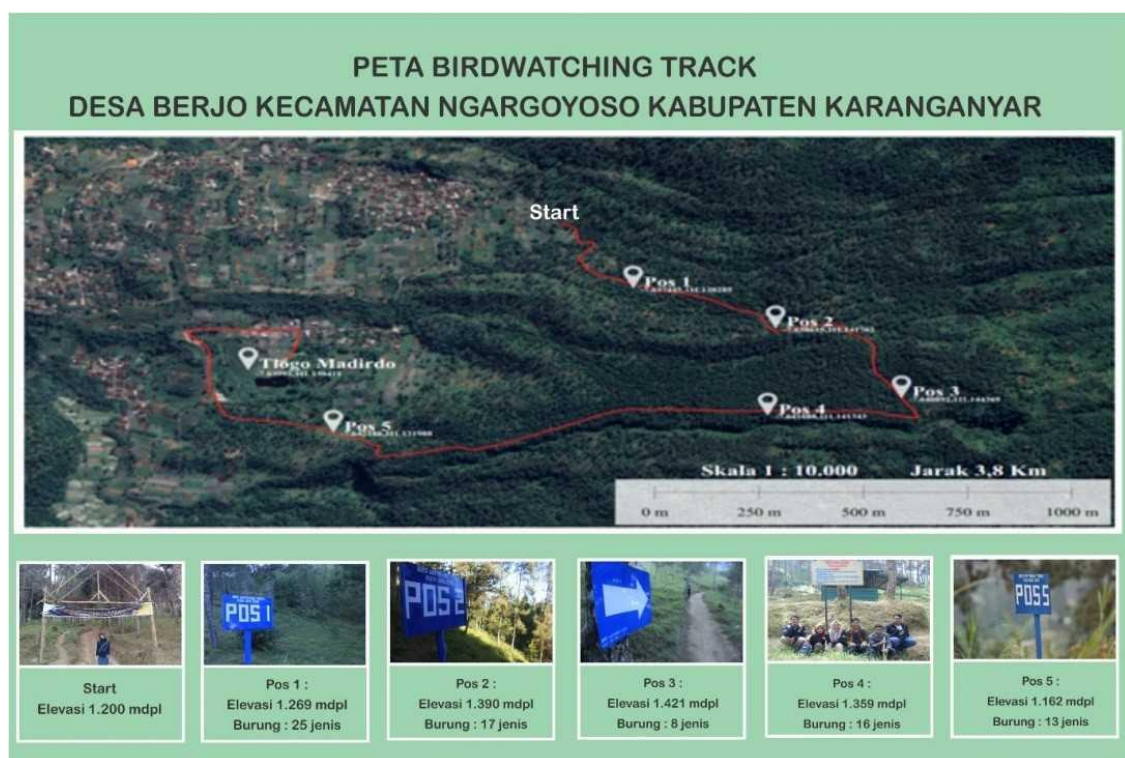 PETA BIRDWATCHING TRACK
DESA BERJO KECAMATAN NGARGOYOSO KABUPATEN KARANGANYAR
Start
Pos 1
Pos 2
Tlogo Madirdo
Pos 3
Pos 4
Pos 5
Skala 1 : 10.000 Jarak 3,8 Km
0 m 250 m 500 m 750 m 1000 m
POS 1
POS 2
POS 5
Start
Elevasi 1.200 mdpl
Pos 1 :
Elevasi 1.269 mdpl
Burung : 25 jenis
Pos 2 :
Elevasi 1.390 mdpl
Burung : 17 jenis
Pos 3 :
Elevasi 1.421 mdpl
Burung : 8 jenis
Pos 4 :
Elevasi 1.359 mdpl
Burung : 16 jenis
Pos 5 :
Elevasi 1.162 mdpl
Burung : 13 jenis